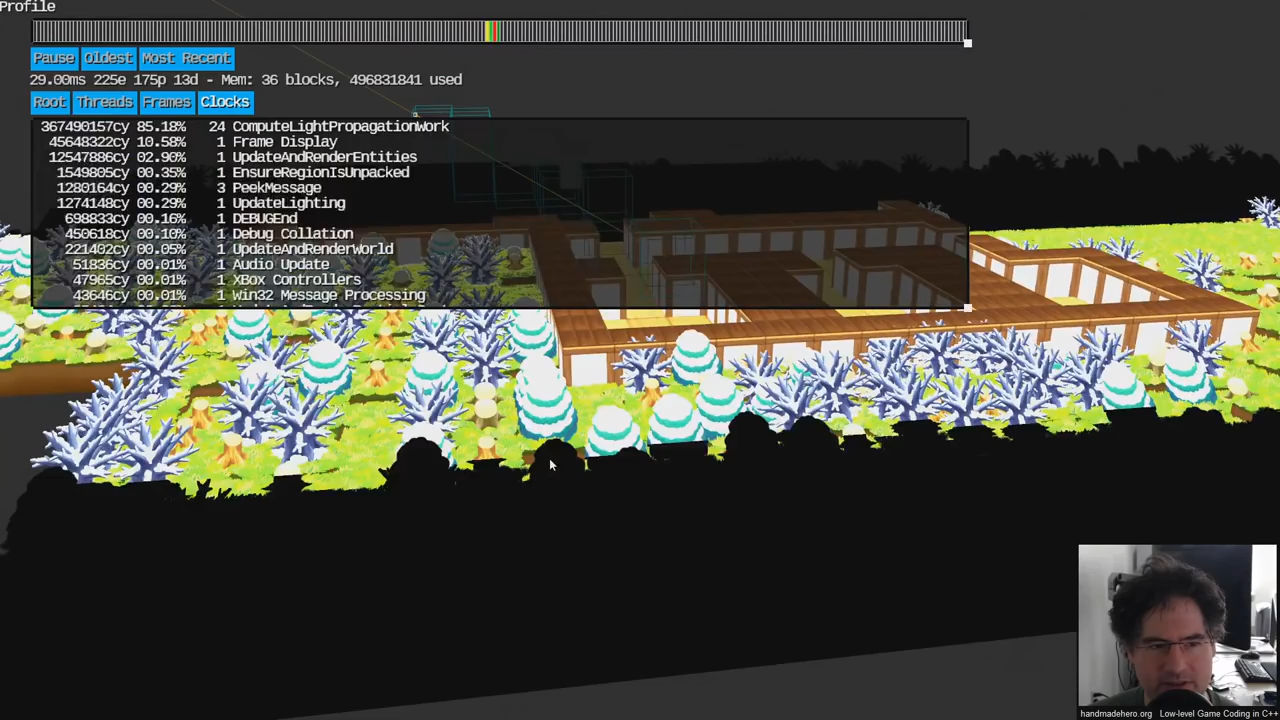 Profile
Pause Oldest Most Recent
29.00ms 225e 175p 13d - Mem: 36 blocks, 496831841 used
Root Threads Frames Clocks
367490157cy 85.18% 24 ComputeLightPropagationWork
45648322cy 10.58% 1 Frame Display
12547886cy 02.90% 1 UpdateAndRenderEntities
1549805cy 00.35% 1 EnsureRegionIsUnpacked
1280164cy 00.29% 3 PeekMessage
1274148cy 00.29% 1 UpdateLighting
698833cy 00.16% 1 DEBUGEnd
450618cy 00.10% 1 Debug Collation
221402cy 00.05% 1 UpdateAndRenderWorld
51836cy 00.01% 1 Audio Update
47965cy 00.01% 1 XBox Controllers
43646cy 00.01% 1 Win32 Message Processing
handmadehero.org Low-level Game Coding in C++